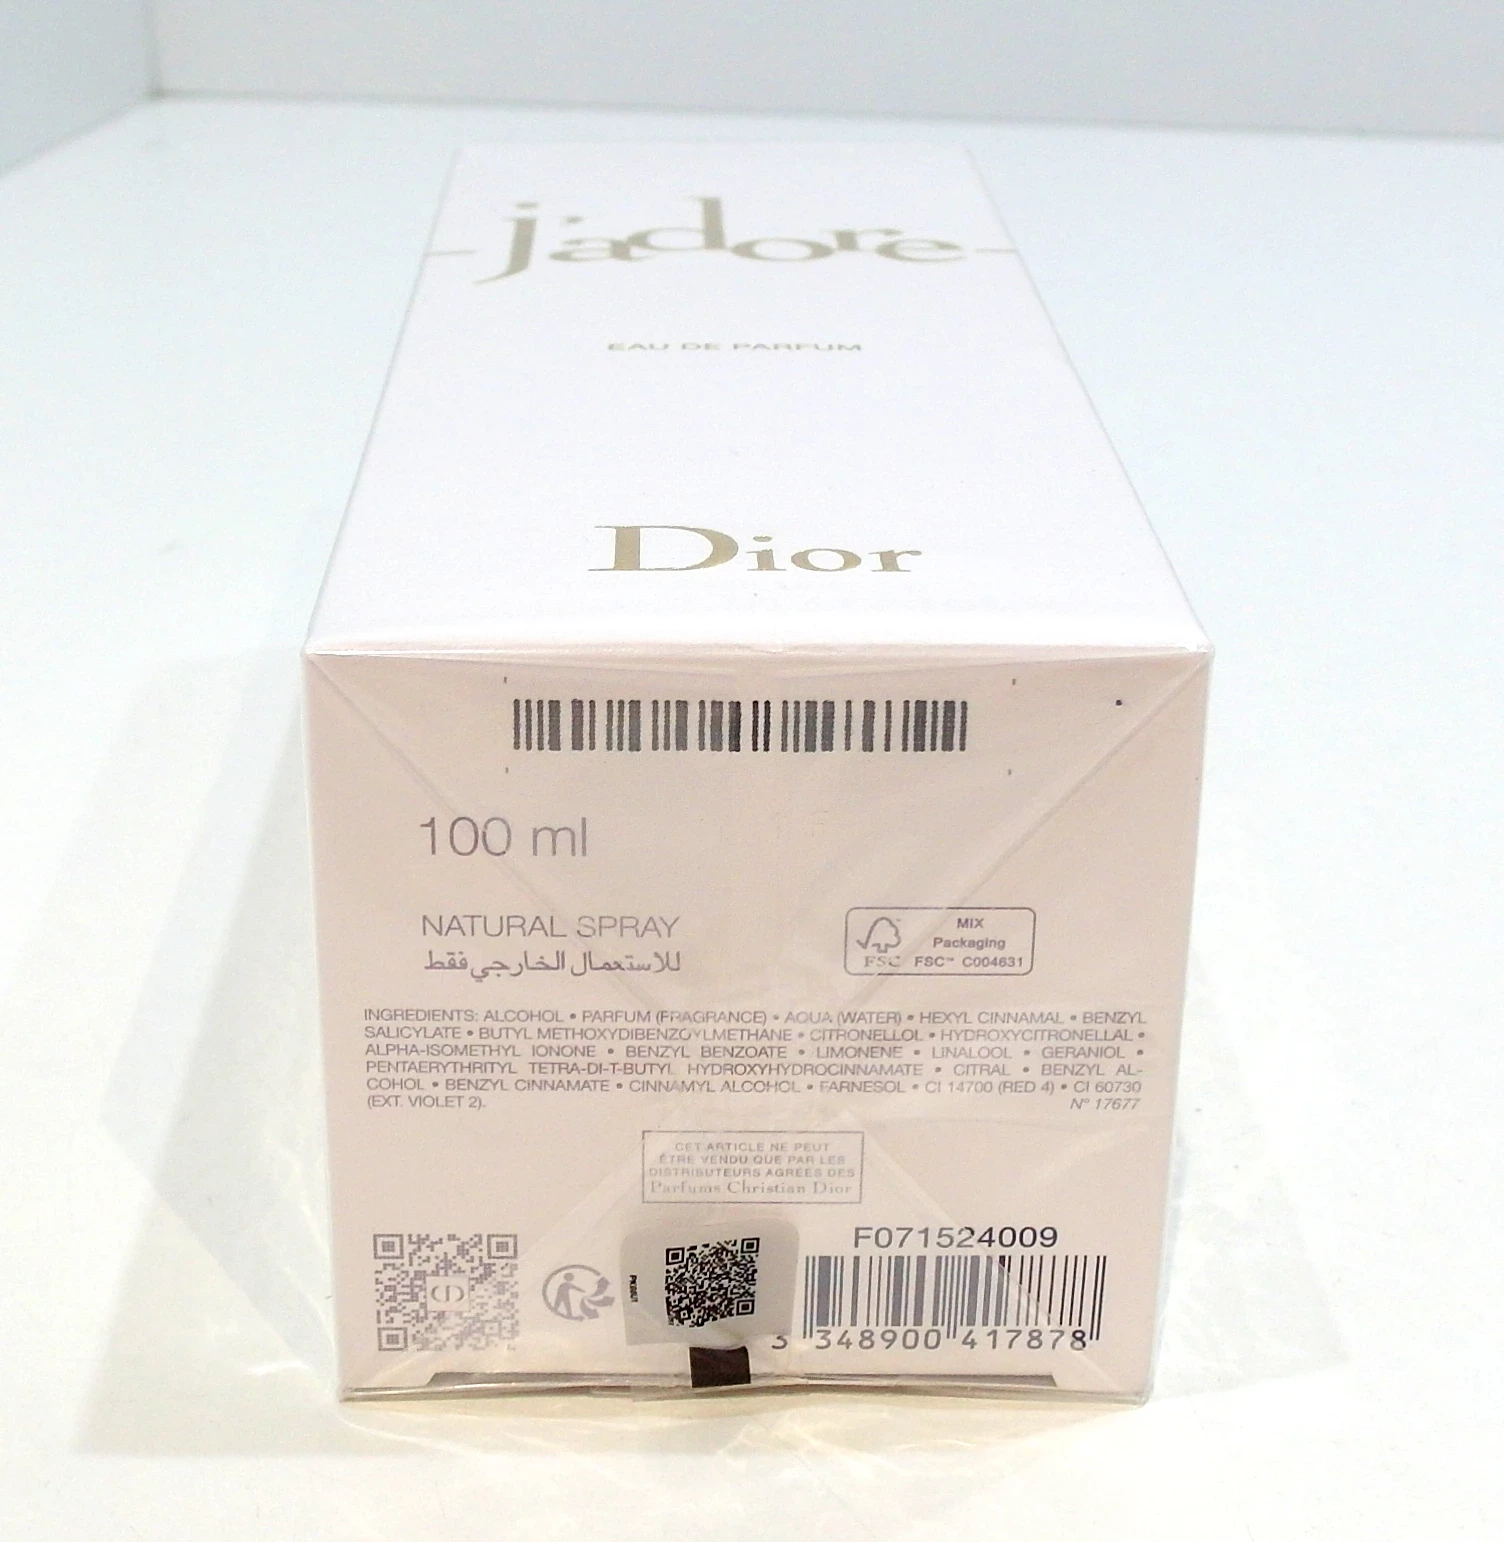 j'adore
EAU DE PARFUM
Dior
100 ml
NATURAL SPRAY
للاستعمال الخارجي فقط
MIX
Packaging
FSC FSC™ C004631
INGREDIENTS: ALCOHOL • PARFUM (FRAGRANCE) • AQUA (WATER) • HEXYL CINNAMAL • BENZYL
SALICYLATE • BUTYL METHOXYDIBENZOYLMETHANE • CITRONELLOL • HYDROXYCITRONELLAL •
ALPHA-ISOMETHYL IONONE • BENZYL BENZOATE • LIMONENE • LINALOOL • GERANIOL •
PENTAERYTHRITYL TETRA-DI-T-BUTYL HYDROXYHYDROCINNAMATE • CITRAL • BENZYL AL-
COHOL • BENZYL CINNAMATE • CINNAMYL ALCOHOL • FARNESOL • CI 14700 (RED 4) • CI 60730
(EXT. VIOLET 2). N° 17677
CET ARTICLE NE PEUT
ÊTRE VENDU QUE PAR LES
DISTRIBUTEURS AGRÉÉS DES
Parfums Christian Dior
F071524009
3 348900 417878